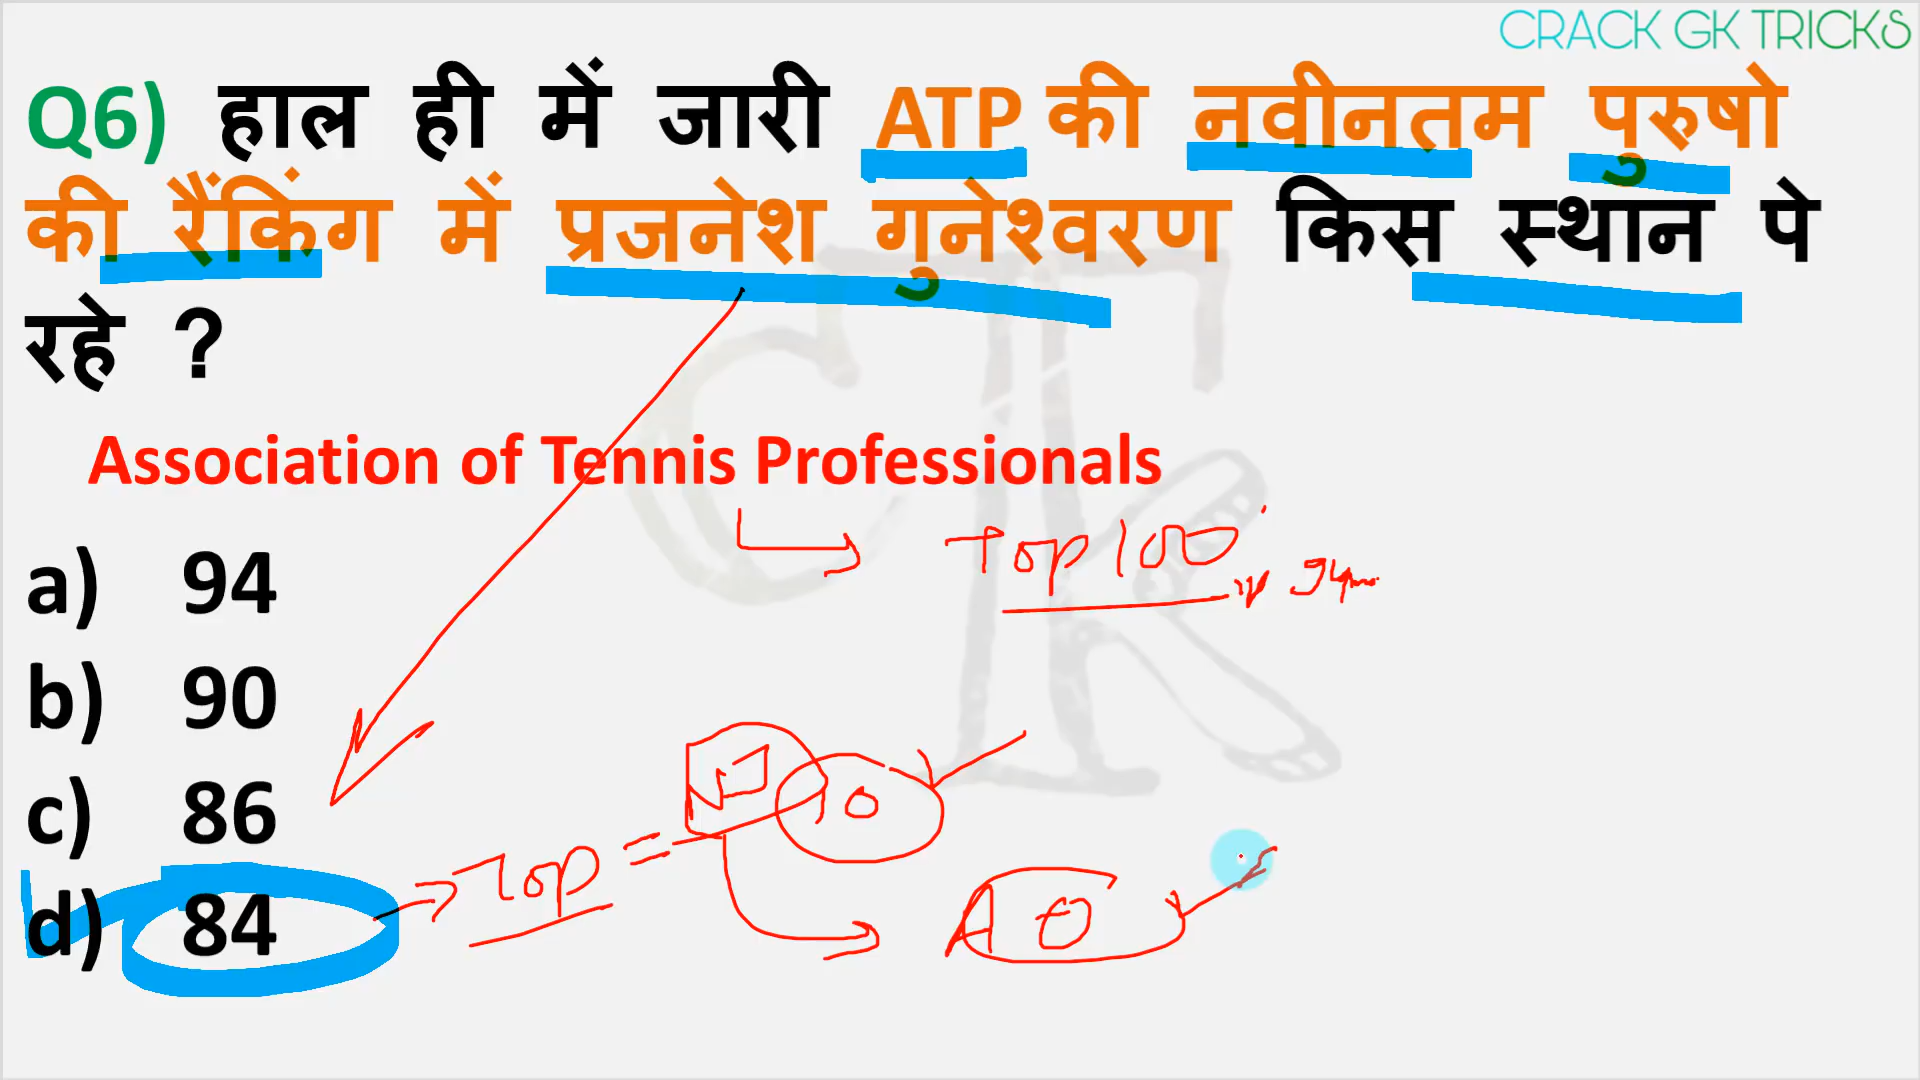 CRACK GK TRICKS
Q6) हाल ही में जारी ATP की नवीनतम पुरुषो
की रैंकिंग में प्रजनेश गुनेश्वरण किस स्थान पे
रहे ?
Association of Tennis Professionals
Top 100
a) 94
b) 90
c) 86
d) 84
Top =